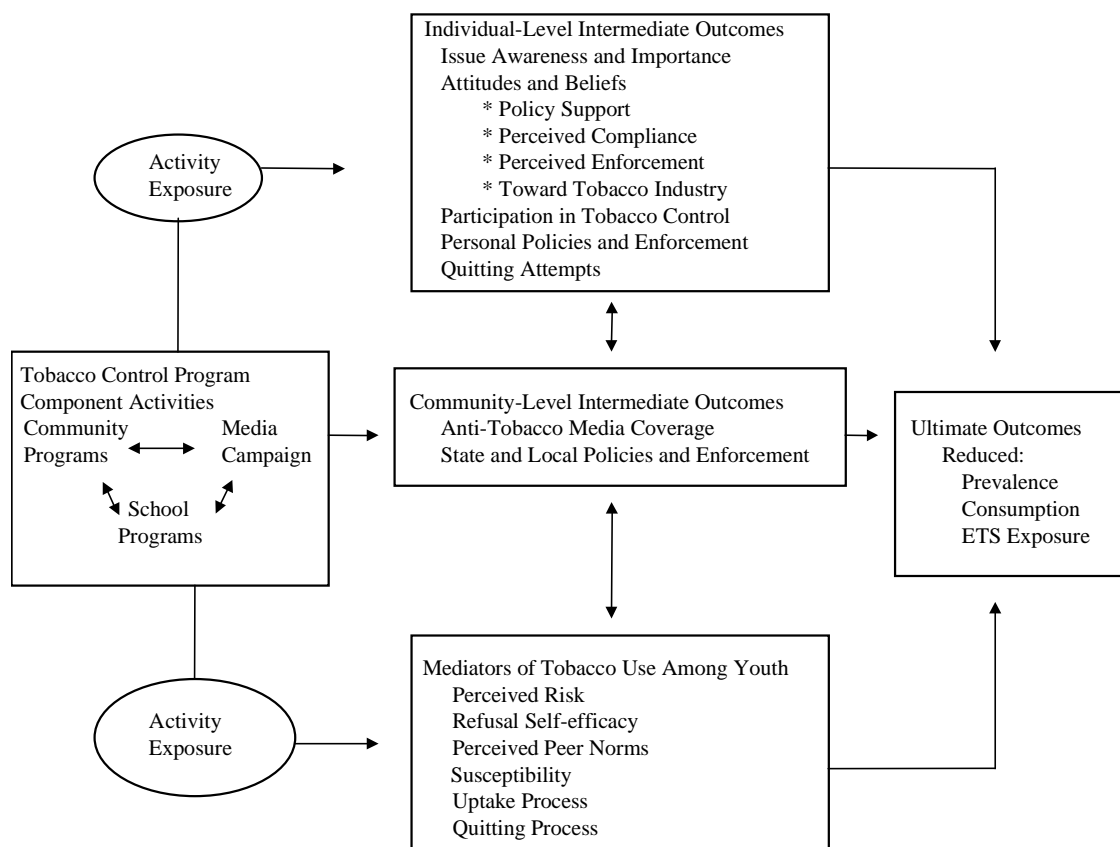 Individual-Level Intermediate Outcomes
Issue Awareness and Importance
Attitudes and Beliefs
* Policy Support
* Perceived Compliance
* Perceived Enforcement
* Toward Tobacco Industry
Participation in Tobacco Control
Personal Policies and Enforcement
Quitting Attempts
Activity
Exposure
Tobacco Control Program
Component Activities
Community
Programs
Media
Campaign
School
Programs
Community-Level Intermediate Outcomes
Anti-Tobacco Media Coverage
State and Local Policies and Enforcement
Ultimate Outcomes
Reduced:
Prevalence
Consumption
ETS Exposure
Activity
Exposure
Mediators of Tobacco Use Among Youth
Perceived Risk
Refusal Self-efficacy
Perceived Peer Norms
Susceptibility
Uptake Process
Quitting Process